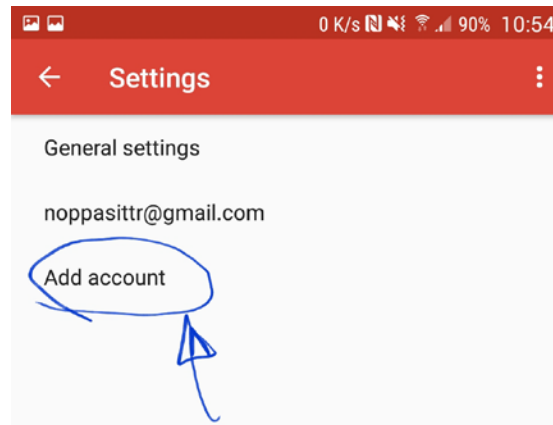 0 K/s 90% 10:54
Settings
General settings
noppasittr@gmail.com
Add account